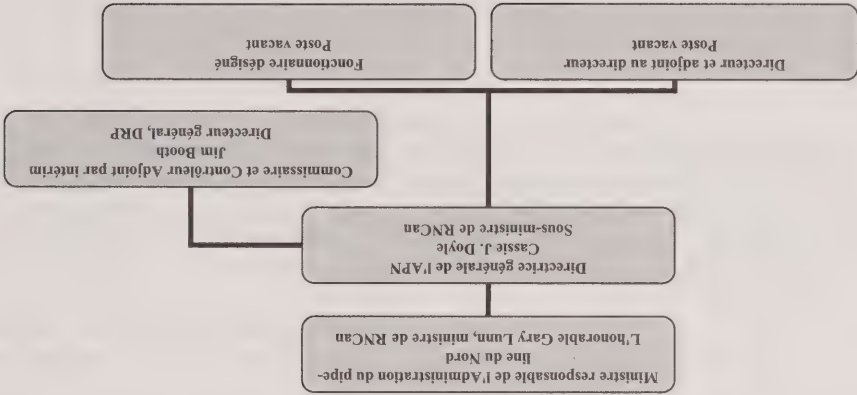 Ministre responsable de l'Administration du pipe-
line du Nord
L'honorable Gary Lunn, ministre de RNCan
Directrice générale de l'APN
Cassie J. Doyle
Sous-ministre de RNCan
Commissaire et Contrôleur Adjoint par intérim
Jim Booth
Directeur général, DRP
Directeur et adjoint au directeur
Poste vacant
Fonctionnaire désigné
Poste vacant